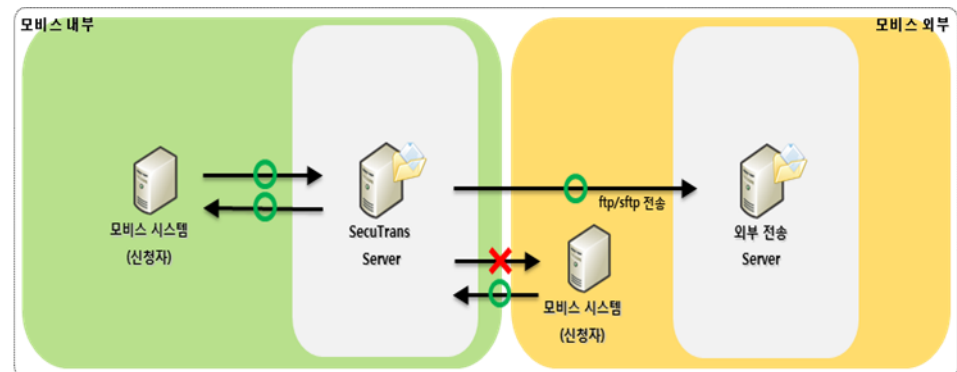 모비스 내부
모비스 외부
모비스 시스템
(신청자)
SecuTrans
Server
ftp/sftp 전송
외부 전송
Server
모비스 시스템
(신청자)